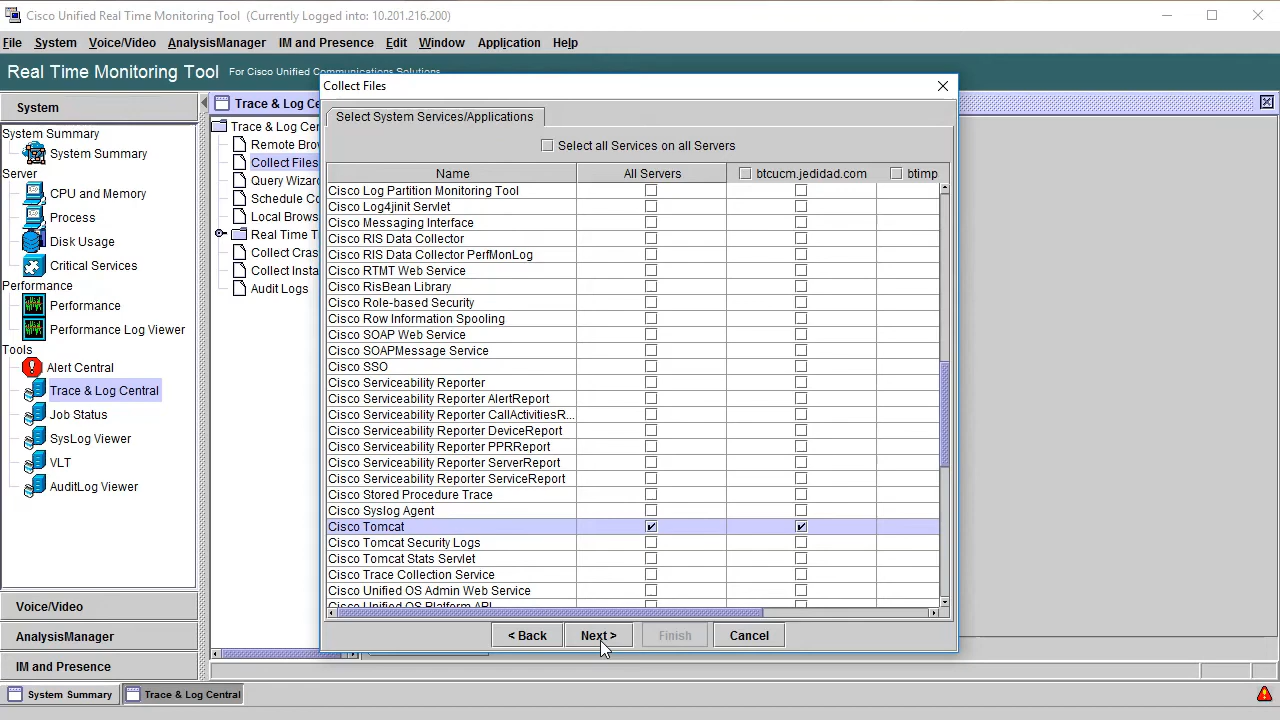 Cisco Unified Real Time Monitoring Tool (Currently Logged into: 10.201.216.200)
File System Voice/Video AnalysisManager IM and Presence Edit Window Application Help
Real Time Monitoring Tool For Cisco Unified Communications Solutions
System
System Summary
System Summary
Server
CPU and Memory
Process
Disk Usage
Critical Services
Performance
Performance
Performance Log Viewer
Tools
Alert Central
Trace & Log Central
Job Status
SysLog Viewer
VLT
AuditLog Viewer
Voice/Video
AnalysisManager
IM and Presence
Trace & Log Ce
Trace & Log Cer
Remote Brow
Collect Files
Query Wizar
Schedule Co
Local Brows
Real Time T
Collect Cras
Collect Insta
Audit Logs
Collect Files
Select System Services/Applications
Select all Services on all Servers
Name All Servers btcucm.jedidad.com btimp
Cisco Log Partition Monitoring Tool
Cisco Log4jinit Servlet
Cisco Messaging Interface
Cisco RIS Data Collector
Cisco RIS Data Collector PerfMonLog
Cisco RTMT Web Service
Cisco RisBean Library
Cisco Role-based Security
Cisco Row Information Spooling
Cisco SOAP Web Service
Cisco SOAPMessage Service
Cisco SSO
Cisco Serviceability Reporter
Cisco Serviceability Reporter AlertReport
Cisco Serviceability Reporter CallActivitiesR...
Cisco Serviceability Reporter DeviceReport
Cisco Serviceability Reporter PPRReport
Cisco Serviceability Reporter ServerReport
Cisco Serviceability Reporter ServiceReport
Cisco Stored Procedure Trace
Cisco Syslog Agent
Cisco Tomcat
Cisco Tomcat Security Logs
Cisco Tomcat Stats Servlet
Cisco Trace Collection Service
Cisco Unified OS Admin Web Service
Cisco Unified OS Platform API
< Back Next > Finish Cancel
System Summary Trace & Log Central